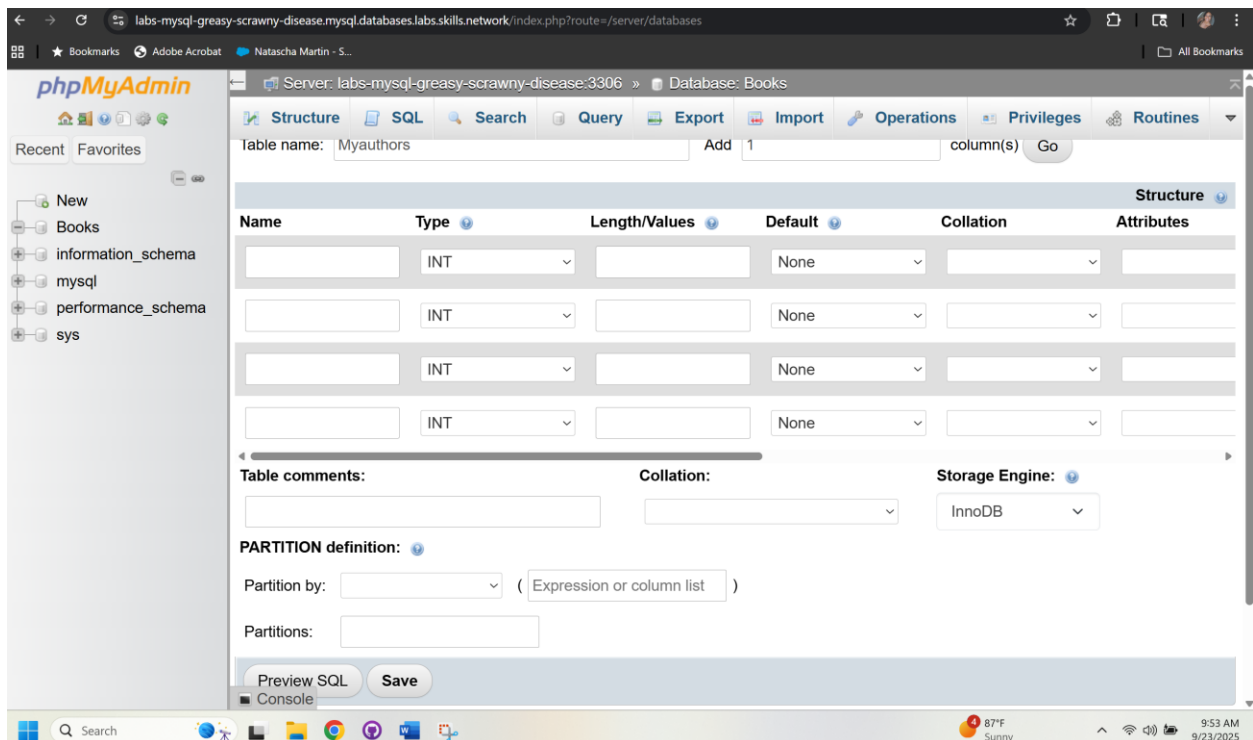 labs-mysql-greasy-scrawny-disease.mysql.databases.labs.skills.network/index.php?route=/server/databases
Bookmarks Adobe Acrobat Natascha Martin - S... All Bookmarks
phpMyAdmin
Server: labs-mysql-greasy-scrawny-disease:3306 » Database: Books
Structure SQL Search Query Export Import Operations Privileges Routines
Recent Favorites
Table name: Myauthors Add 1 column(s) Go
New
Books
information_schema
mysql
performance_schema
sys
Structure
Name Type Length/Values Default Collation Attributes
INT None
INT None
INT None
INT None
Table comments: Collation: Storage Engine:
InnoDB
PARTITION definition:
Partition by: ( Expression or column list )
Partitions:
Preview SQL Save
Console
Search
4 87°F
Sunny
9:53 AM
9/23/2025